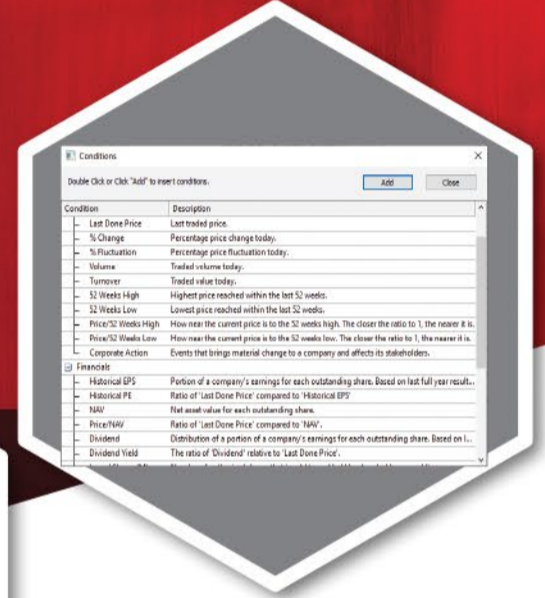 Conditions
Double Click or Click "Add" to insert conditions.
Add
Close
Condition Description
Last Done Price Last traded price.
% Change Percentage price change today.
% Fluctuation Percentage price fluctuation today.
Volume Traded volume today.
Turnover Traded value today.
52 Weeks High Highest price reached within the last 52 weeks.
52 Weeks Low Lowest price reached within the last 52 weeks.
Price/52 Weeks High How near the current price is to the 52 weeks high. The closer the ratio to 1, the nearer it is.
Price/52 Weeks Low How near the current price is to the 52 weeks low. The closer the ratio to 1, the nearer it is.
Corporate Action Events that brings material change to a company and affects its stakeholders.
Financials
Historical EPS Portion of a company's earnings for each outstanding share. Based on last full year result...
Historical PE Ratio of 'Last Done Price' compared to 'Historical EPS'
NAV Net asset value for each outstanding share.
Price/NAV Ratio of 'Last Done Price' compared to 'NAV'.
Dividend Distribution of a portion of a company's earnings for each outstanding share. Based on l...
Dividend Yield The ratio of 'Dividend' relative to 'Last Done Price'.